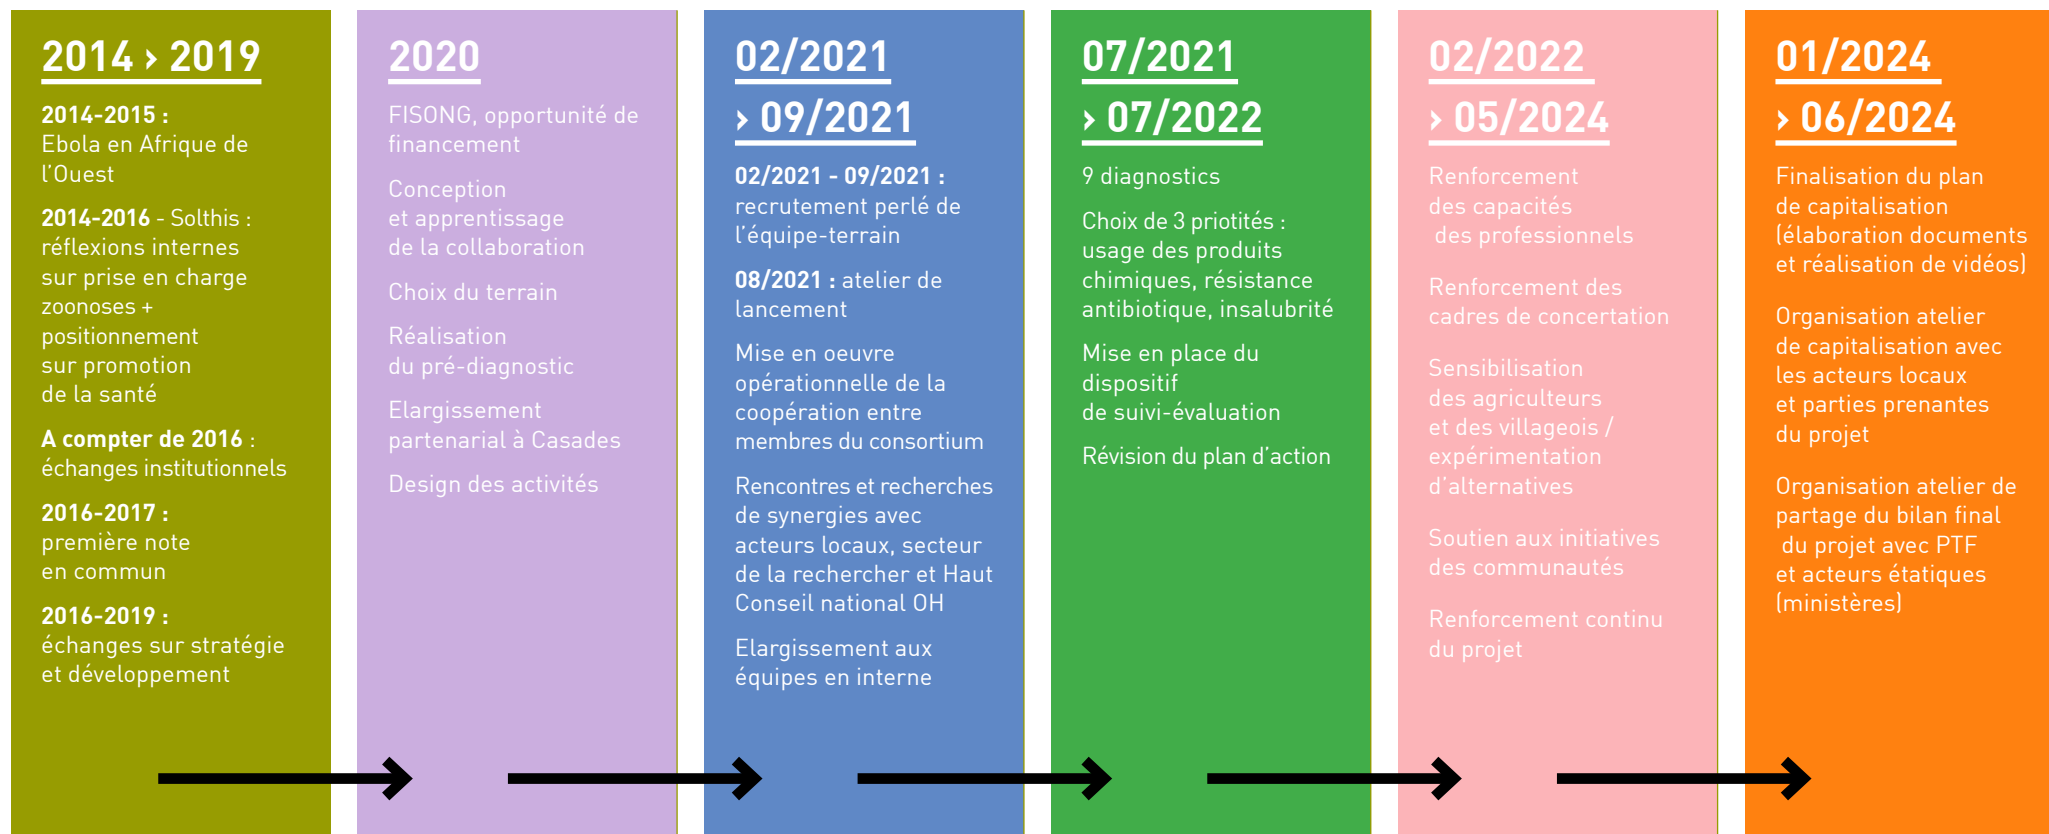 2014 › 2019
2014-2015 :
Ebola en Afrique de
l’Ouest
2014-2016 - Solthis :
réflexions internes
sur prise en charge
zoonoses +
positionnement
sur promotion
de la santé
A compter de 2016 :
échanges institutionnels
2016-2017 :
première note
en commun
2016-2019 :
échanges sur stratégie
et développement
2020
FISONG, opportunité de
financement
Conception
et apprentissage
de la collaboration
Choix du terrain
Réalisation
du pré-diagnostic
Elargissement
partenarial à Casades
Design des activités
02/2021
› 09/2021
02/2021 - 09/2021 :
recrutement perlé de
l’équipe-terrain
08/2021 : atelier de
lancement
Mise en oeuvre
opérationnelle de la
coopération entre
membres du consortium
Rencontres et recherches
de synergies avec
acteurs locaux, secteur
de la rechercher et Haut
Conseil national OH
Elargissement aux
équipes en interne
07/2021
› 07/2022
9 diagnostics
Choix de 3 priotités :
usage des produits
chimiques, résistance
antibiotique, insalubrité
Mise en place du
dispositif
de suivi-évaluation
Révision du plan d’action
02/2022
› 05/2024
Renforcement
des capacités
des professionnels
Renforcement des
cadres de concertation
Sensibilisation
des agriculteurs
et des villageois /
expérimentation
d’alternatives
Soutien aux initiatives
des communautés
Renforcement continu
du projet
01/2024
› 06/2024
Finalisation du plan
de capitalisation
(élaboration documents
et réalisation de vidéos)
Organisation atelier
de capitalisation avec
les acteurs locaux
et parties prenantes
du projet
Organisation atelier de
partage du bilan final
du projet avec PTF
et acteurs étatiques
(ministères)